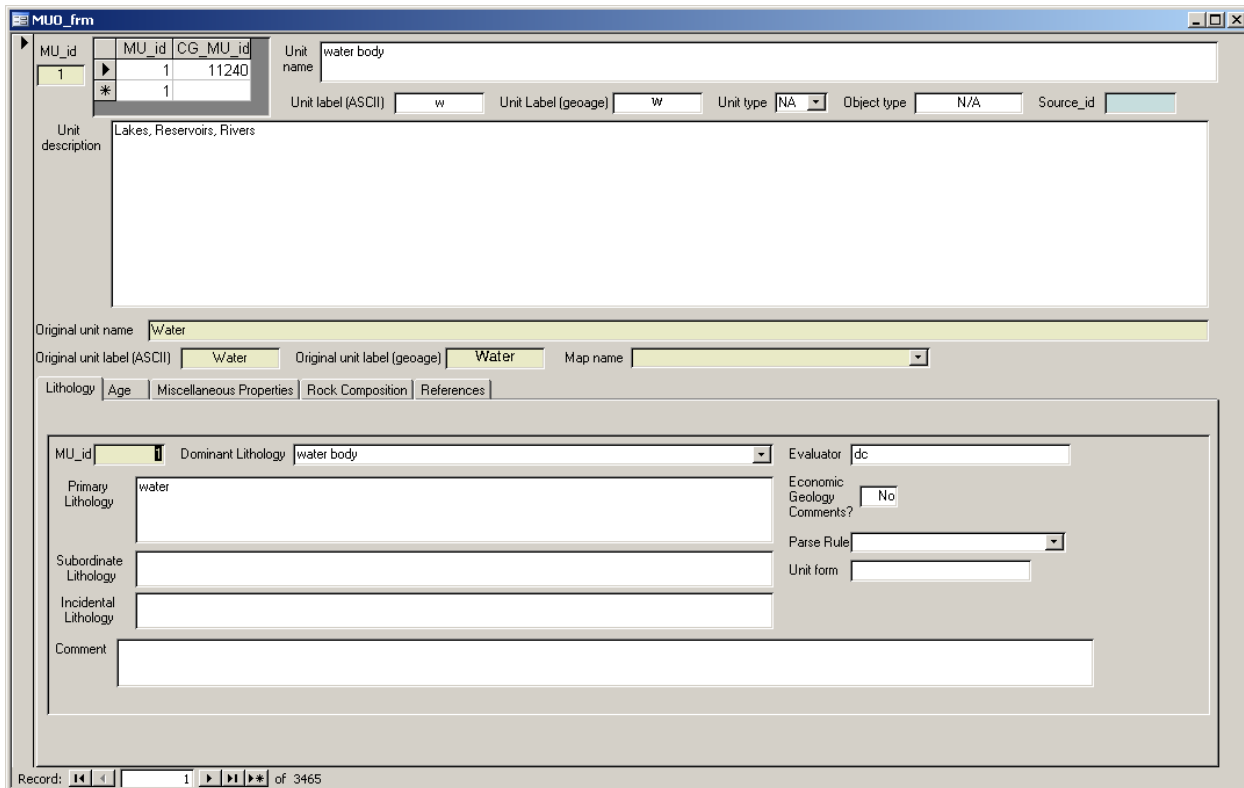 MU0_frm
MU_id
1
MU_id CG_MU_id
1 11240
1
Unit name water body
Unit label (ASCII) w Unit Label (geoage) w Unit type NA Object type N/A Source_id
Unit description Lakes, Reservoirs, Rivers
Original unit name Water
Original unit label (ASCII) Water Original unit label (geoage) Water Map name
Lithology Age Miscellaneous Properties Rock Composition References
MU_id 1 Dominant Lithology water body Evaluator dc
Primary Lithology water
Economic Geology Comments? No
Parse Rule
Subordinate Lithology
Unit form
Incidental Lithology
Comment
Record: 1 of 3465